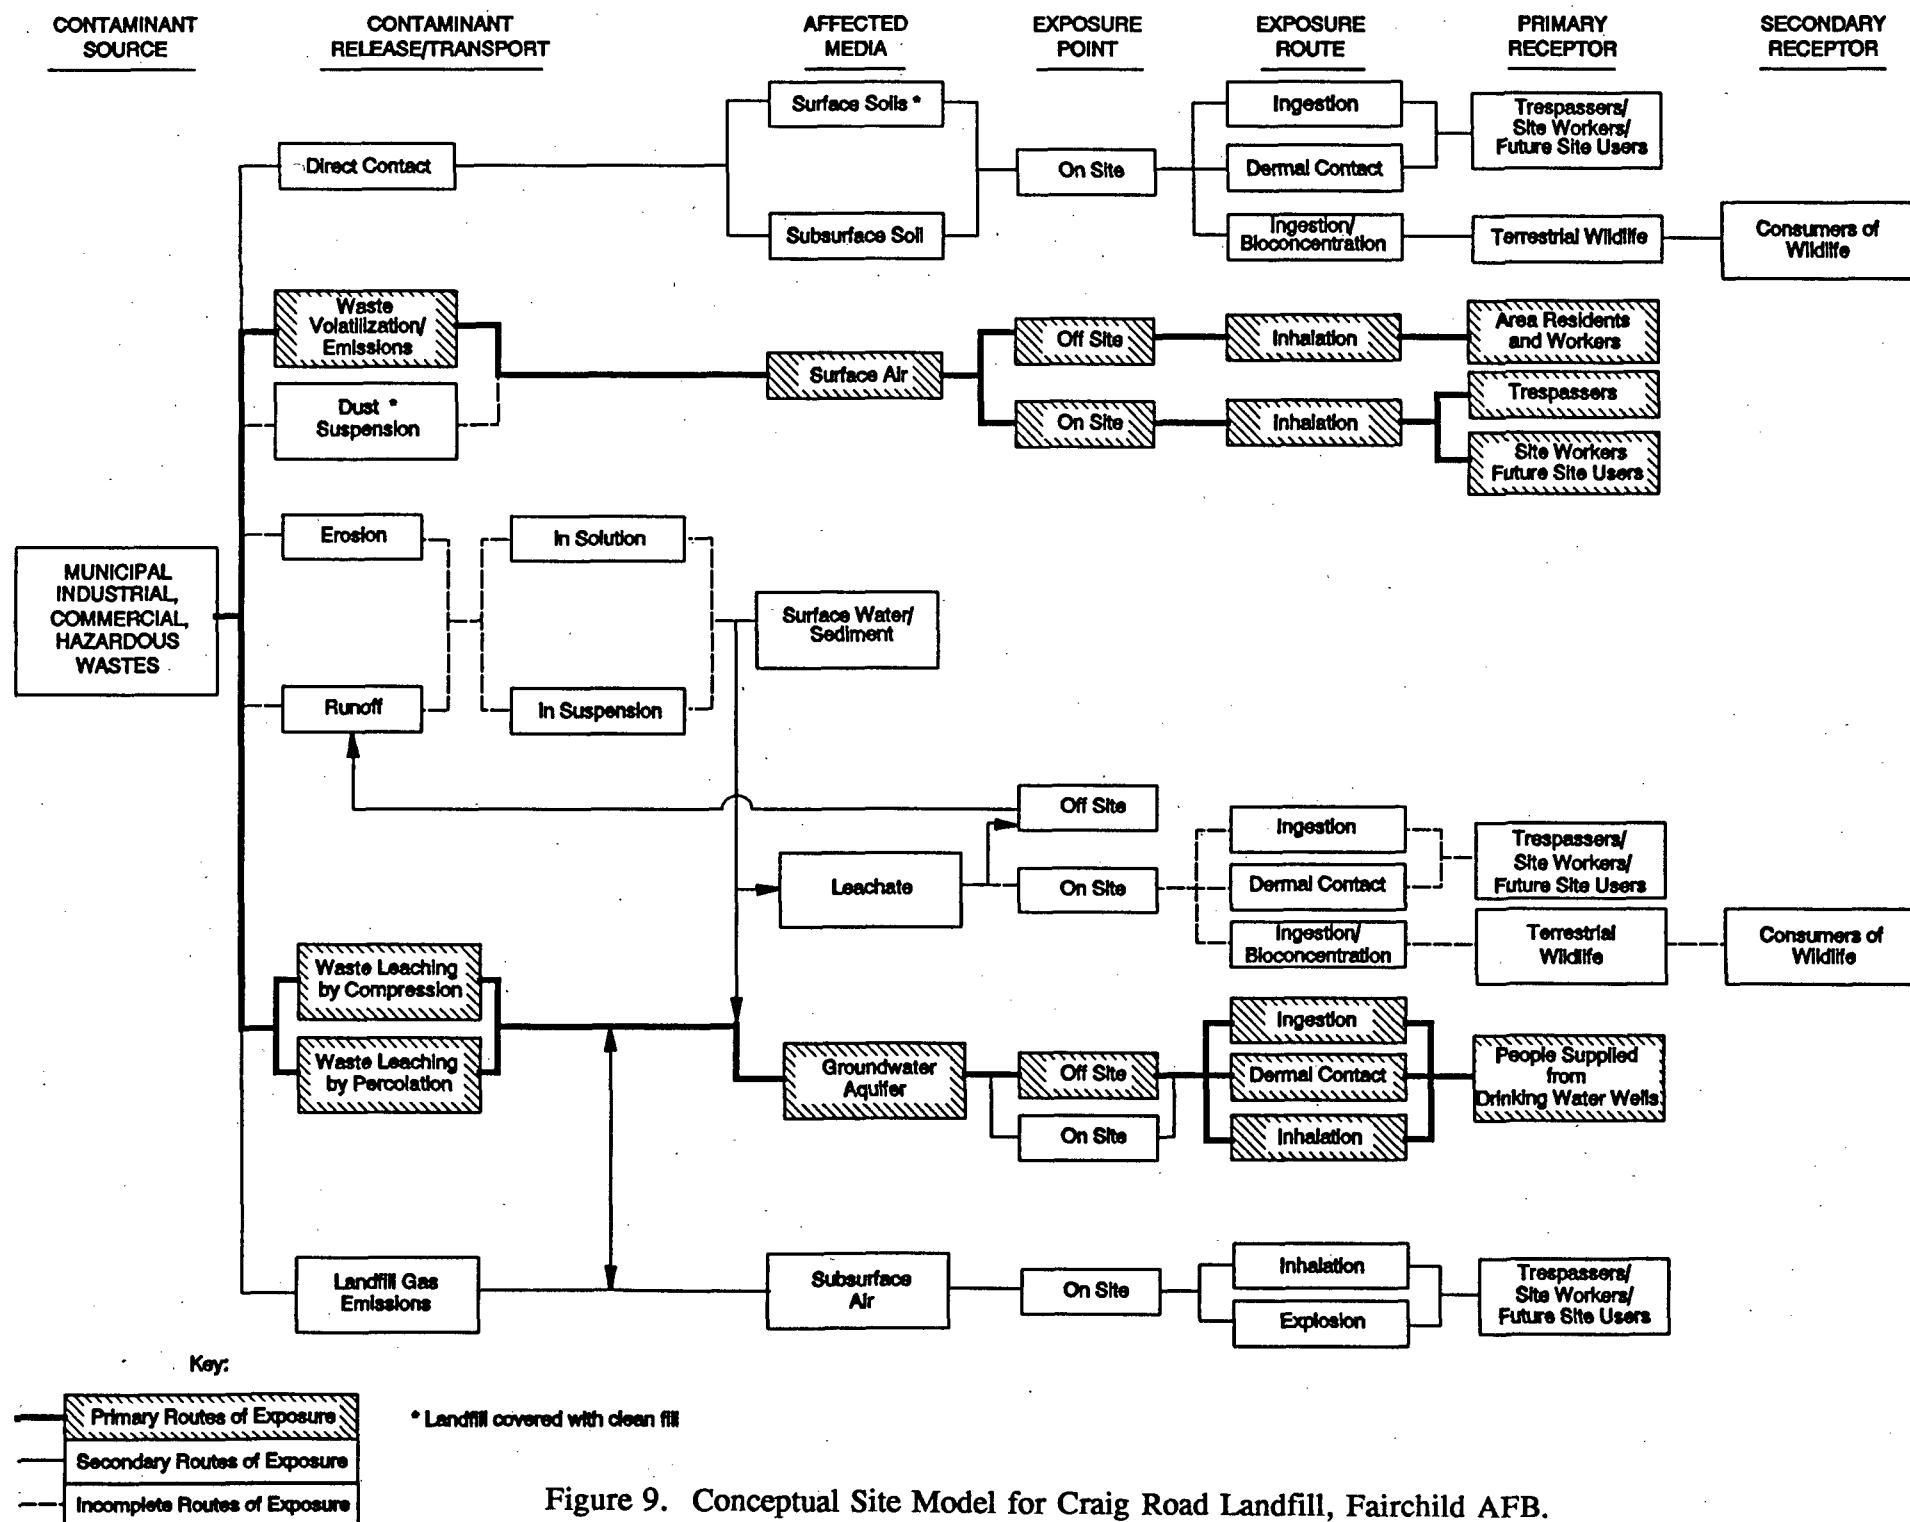 CONTAMINANT
SOURCE
CONTAMINANT
RELEASE/TRANSPORT
AFFECTED
MEDIA
EXPOSURE
POINT
EXPOSURE
ROUTE
PRIMARY
RECEPTOR
SECONDARY
RECEPTOR
Direct Contact
Surface Soils *
Subsurface Soil
On Site
Ingestion
Dermal Contact
Ingestion/
Bioconcentration
Trespassers/
Site Workers/
Future Site Users
Terrestrial Wildlife
Consumers of
Wildlife
Waste
Volatilization/
Emissions
Dust *
Suspension
Surface Air
Off Site
On Site
Inhalation
Inhalation
Area Residents
and Workers
Trespassers
Site Workers
Future Site Users
MUNICIPAL
INDUSTRIAL,
COMMERCIAL,
HAZARDOUS
WASTES
Erosion
Runoff
In Solution
In Suspension
Surface Water/
Sediment
Leachate
Off Site
On Site
Ingestion
Dermal Contact
Ingestion/
Bioconcentration
Trespassers/
Site Workers/
Future Site Users
Terrestrial
Wildlife
Consumers of
Wildlife
Waste Leaching
by Compression
Waste Leaching
by Percolation
Groundwater
Aquifer
Off Site
On Site
Ingestion
Dermal Contact
Inhalation
People Supplied
from
Drinking Water Wells
Landfill Gas
Emissions
Subsurface
Air
On Site
Inhalation
Explosion
Trespassers/
Site Workers/
Future Site Users
Key:
Primary Routes of Exposure
Secondary Routes of Exposure
Incomplete Routes of Exposure
* Landfill covered with clean fill
Figure 9. Conceptual Site Model for Craig Road Landfill, Fairchild AFB.